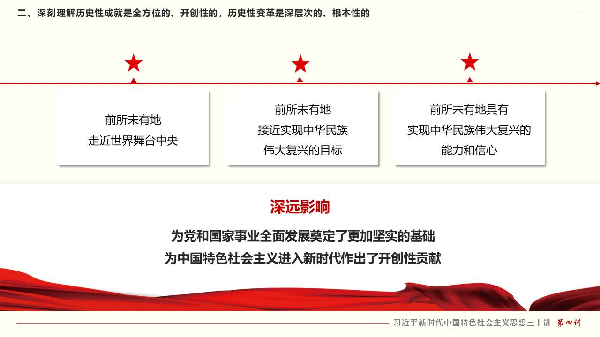 二、深刻理解历史性成就是全方位的、开创性的，历史性变革是深层次的、根本性的
前所未有地
走近世界舞台中央
前所未有地
接近实现中华民族
伟大复兴的目标
前所未有地具有
实现中华民族伟大复兴的
能力和信心
深远影响
为党和国家事业全面发展奠定了更加坚实的基础
为中国特色社会主义进入新时代作出了开创性贡献
习近平新时代中国特色社会主义思想三十讲 第四讲